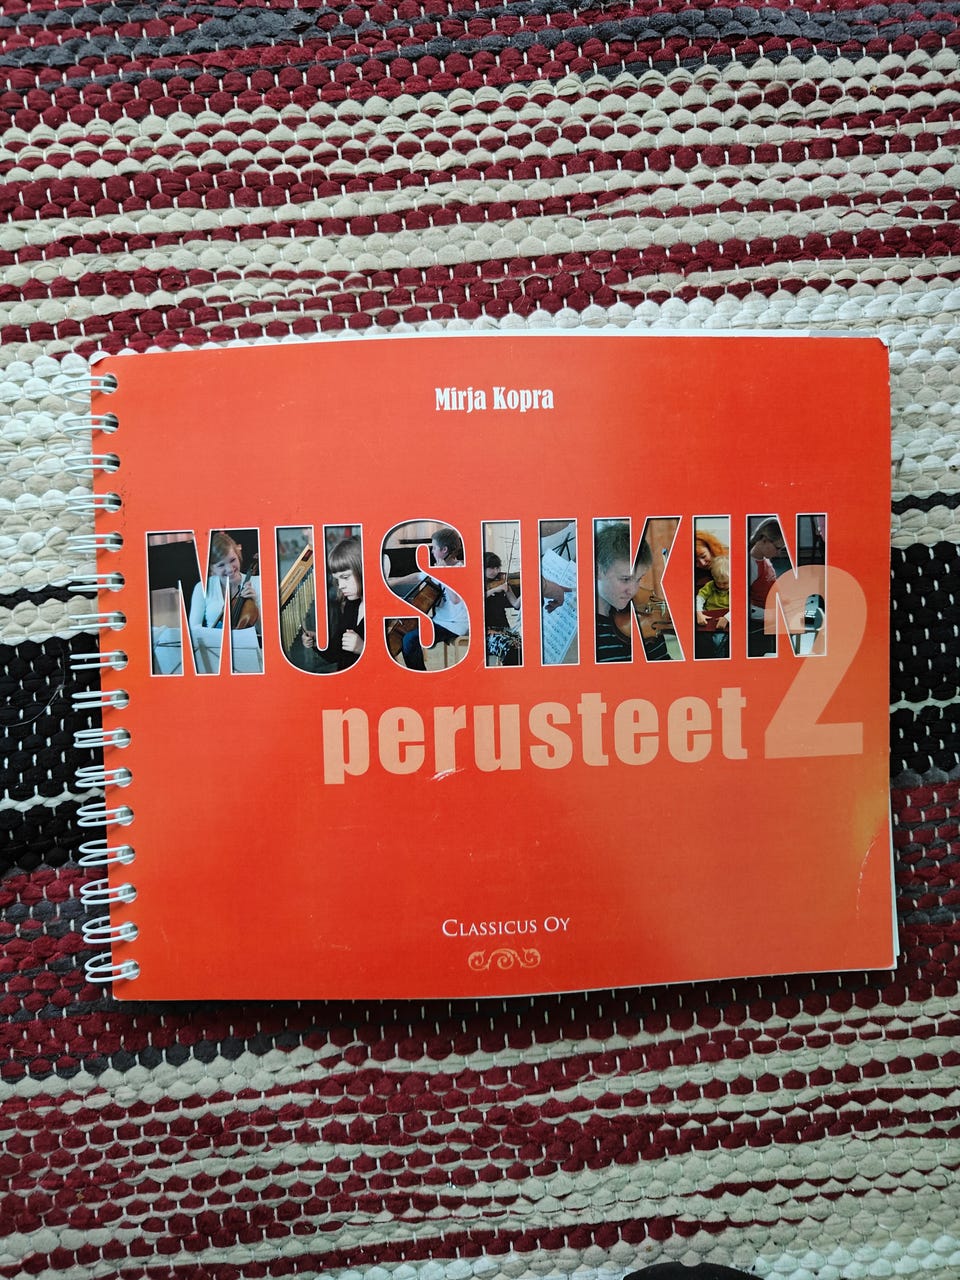 Mirja Kopra
MUSIIKIN
perusteet 2
CLASSICUS OY